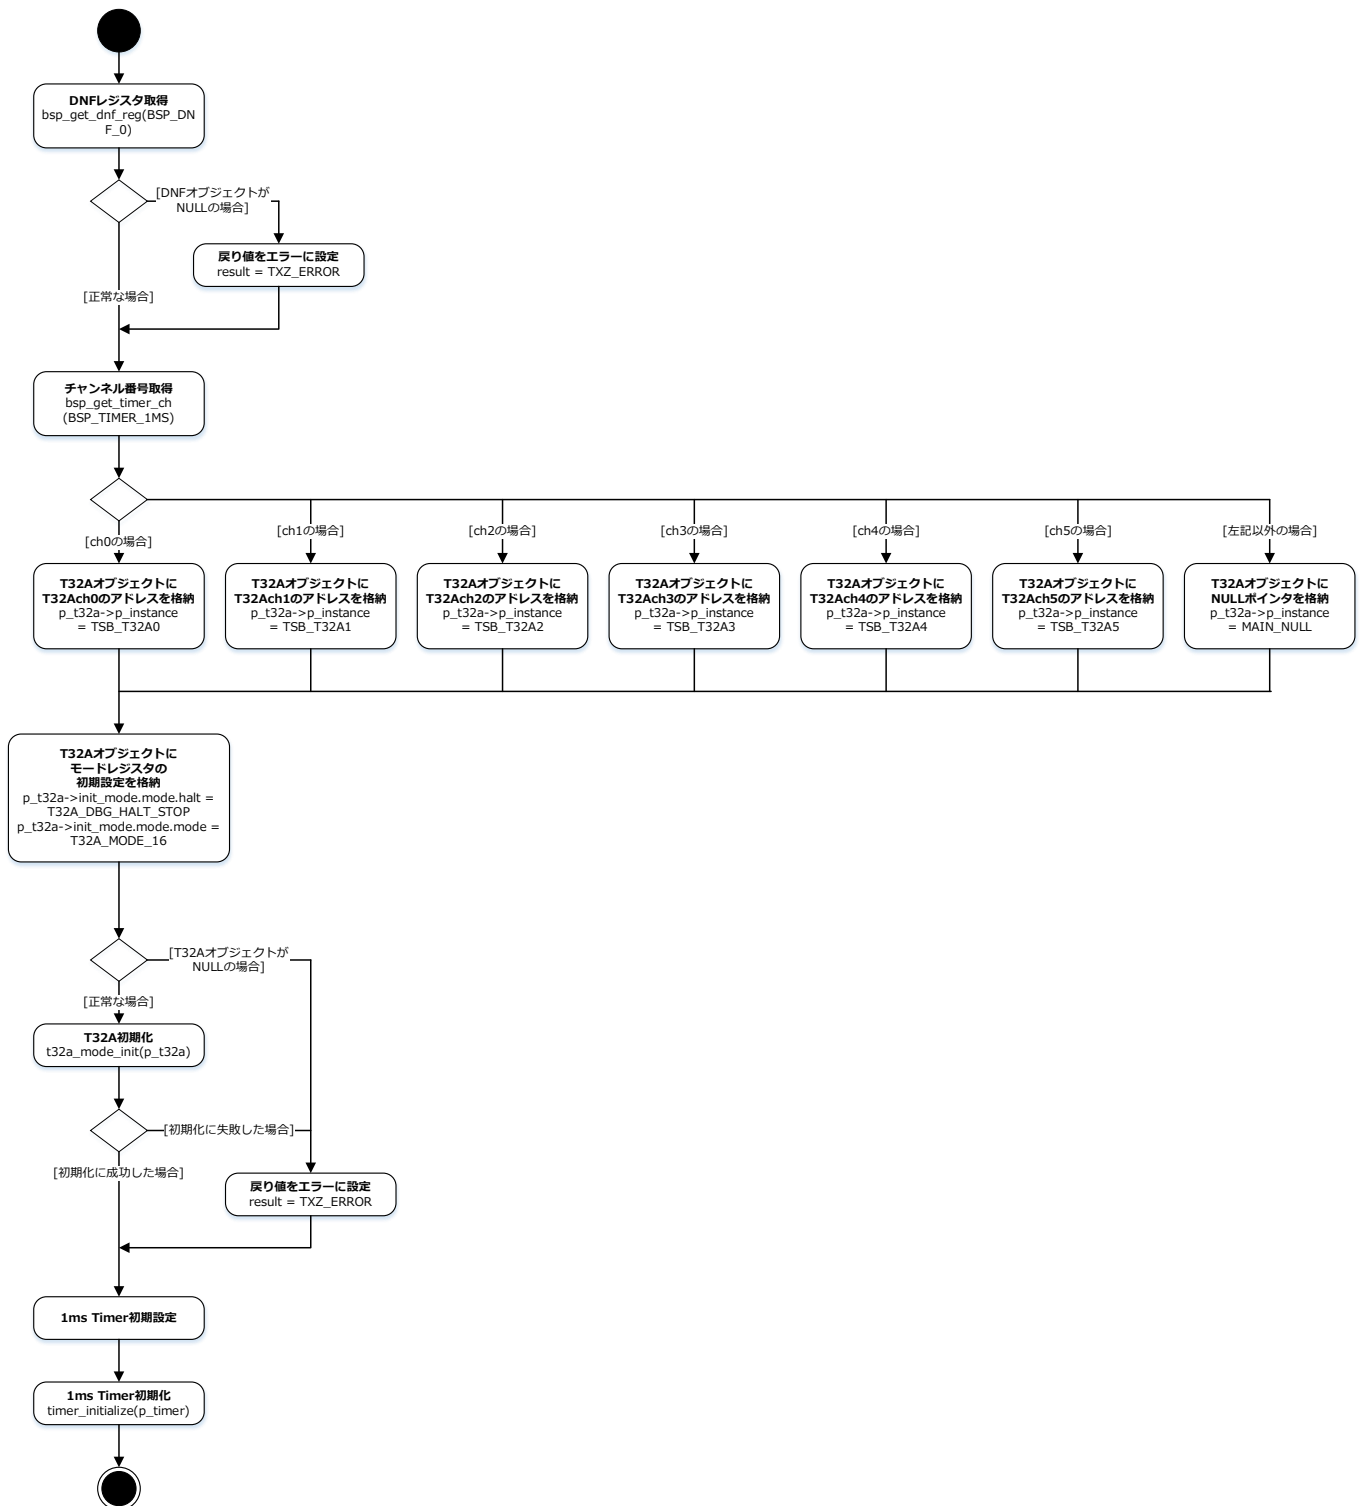 DNFレジスタ取得
bsp_get_dnf_reg(BSP_DN
F_0)
[DNFオブジェクトが
NULLの場合]
戻り値をエラーに設定
result = TXZ_ERROR
[正常な場合]
チャンネル番号取得
bsp_get_timer_ch
(BSP_TIMER_1MS)
[ch0の場合]
[ch1の場合]
[ch2の場合]
[ch3の場合]
[ch4の場合]
[ch5の場合]
[左記以外の場合]
T32Aオブジェクトに
T32Ach0のアドレスを格納
p_t32a->p_instance
= TSB_T32A0
T32Aオブジェクトに
T32Ach1のアドレスを格納
p_t32a->p_instance
= TSB_T32A1
T32Aオブジェクトに
T32Ach2のアドレスを格納
p_t32a->p_instance
= TSB_T32A2
T32Aオブジェクトに
T32Ach3のアドレスを格納
p_t32a->p_instance
= TSB_T32A3
T32Aオブジェクトに
T32Ach4のアドレスを格納
p_t32a->p_instance
= TSB_T32A4
T32Aオブジェクトに
T32Ach5のアドレスを格納
p_t32a->p_instance
= TSB_T32A5
T32Aオブジェクトに
NULLポインタを格納
p_t32a->p_instance
= MAIN_NULL
T32Aオブジェクトに
モードレジスタの
初期設定を格納
p_t32a->init_mode.mode.halt =
T32A_DBG_HALT_STOP
p_t32a->init_mode.mode.mode =
T32A_MODE_16
[T32Aオブジェクトが
NULLの場合]
[正常な場合]
T32A初期化
t32a_mode_init(p_t32a)
[初期化に失敗した場合]
[初期化に成功した場合]
戻り値をエラーに設定
result = TXZ_ERROR
1ms Timer初期設定
1ms Timer初期化
timer_initialize(p_timer)